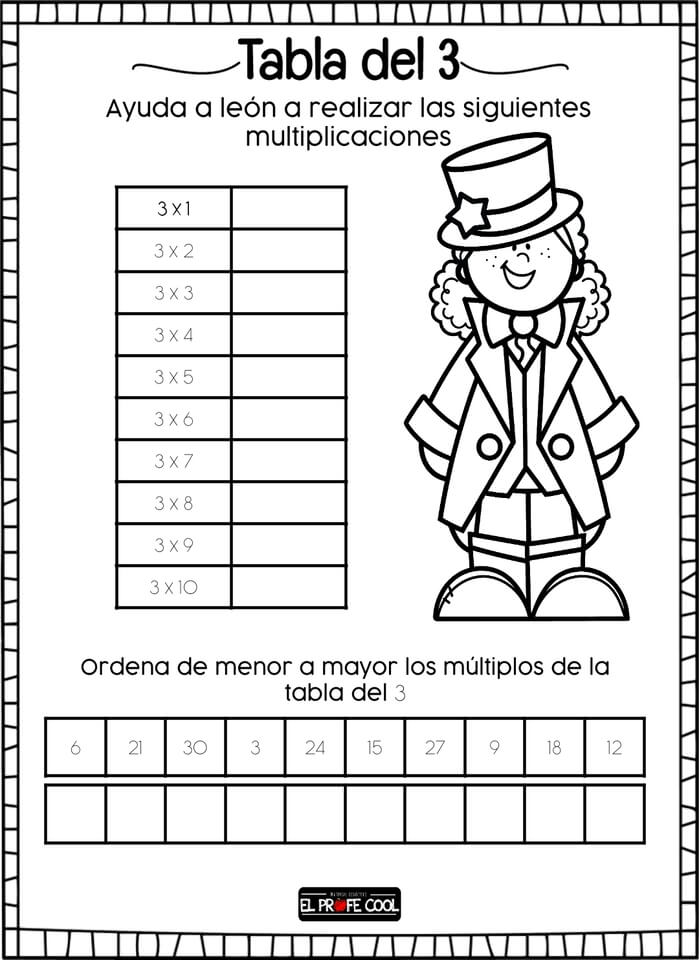 Tabla del 3
Ayuda a león a realizar las siguientes
multiplicaciones
3 x 1
3 x 2
3 x 3
3 x 4
3 x 5
3 x 6
3 x 7
3 x 8
3 x 9
3 x 10
Ordena de menor a mayor los múltiplos de la
tabla del 3
6 21 30 3 24 15 27 9 18 12
EL PROFE COOL